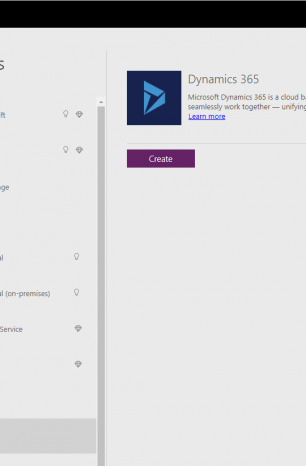 s
Dynamics 365
Microsoft Dynamics 365 is a cloud ba
seamlessly work together — unifying
Learn more
ft
Create
ge
al
al (on-premises)
Service